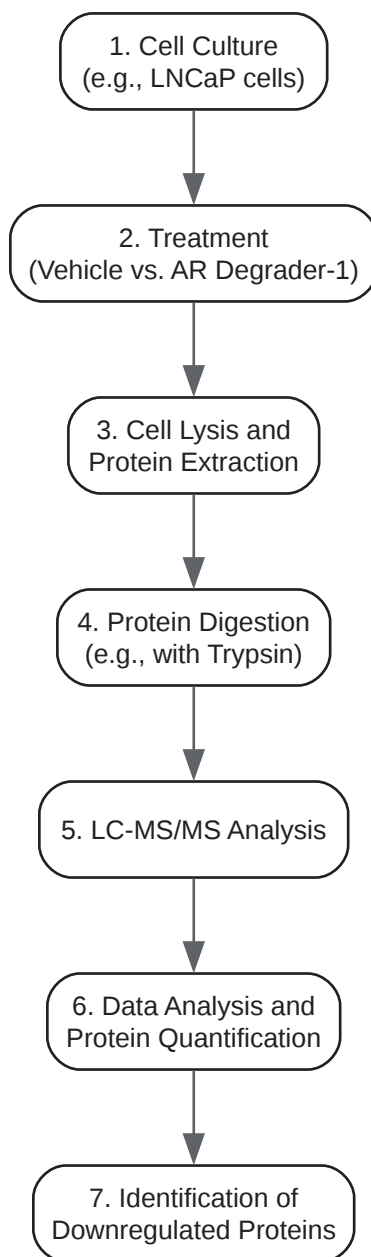 1. Cell Culture
(e.g., LNCaP cells)
2. Treatment
(Vehicle vs. AR Degrader-1)
3. Cell Lysis and
Protein Extraction
4. Protein Digestion
(e.g., with Trypsin)
5. LC-MS/MS Analysis
6. Data Analysis and
Protein Quantification
7. Identification of
Downregulated Proteins